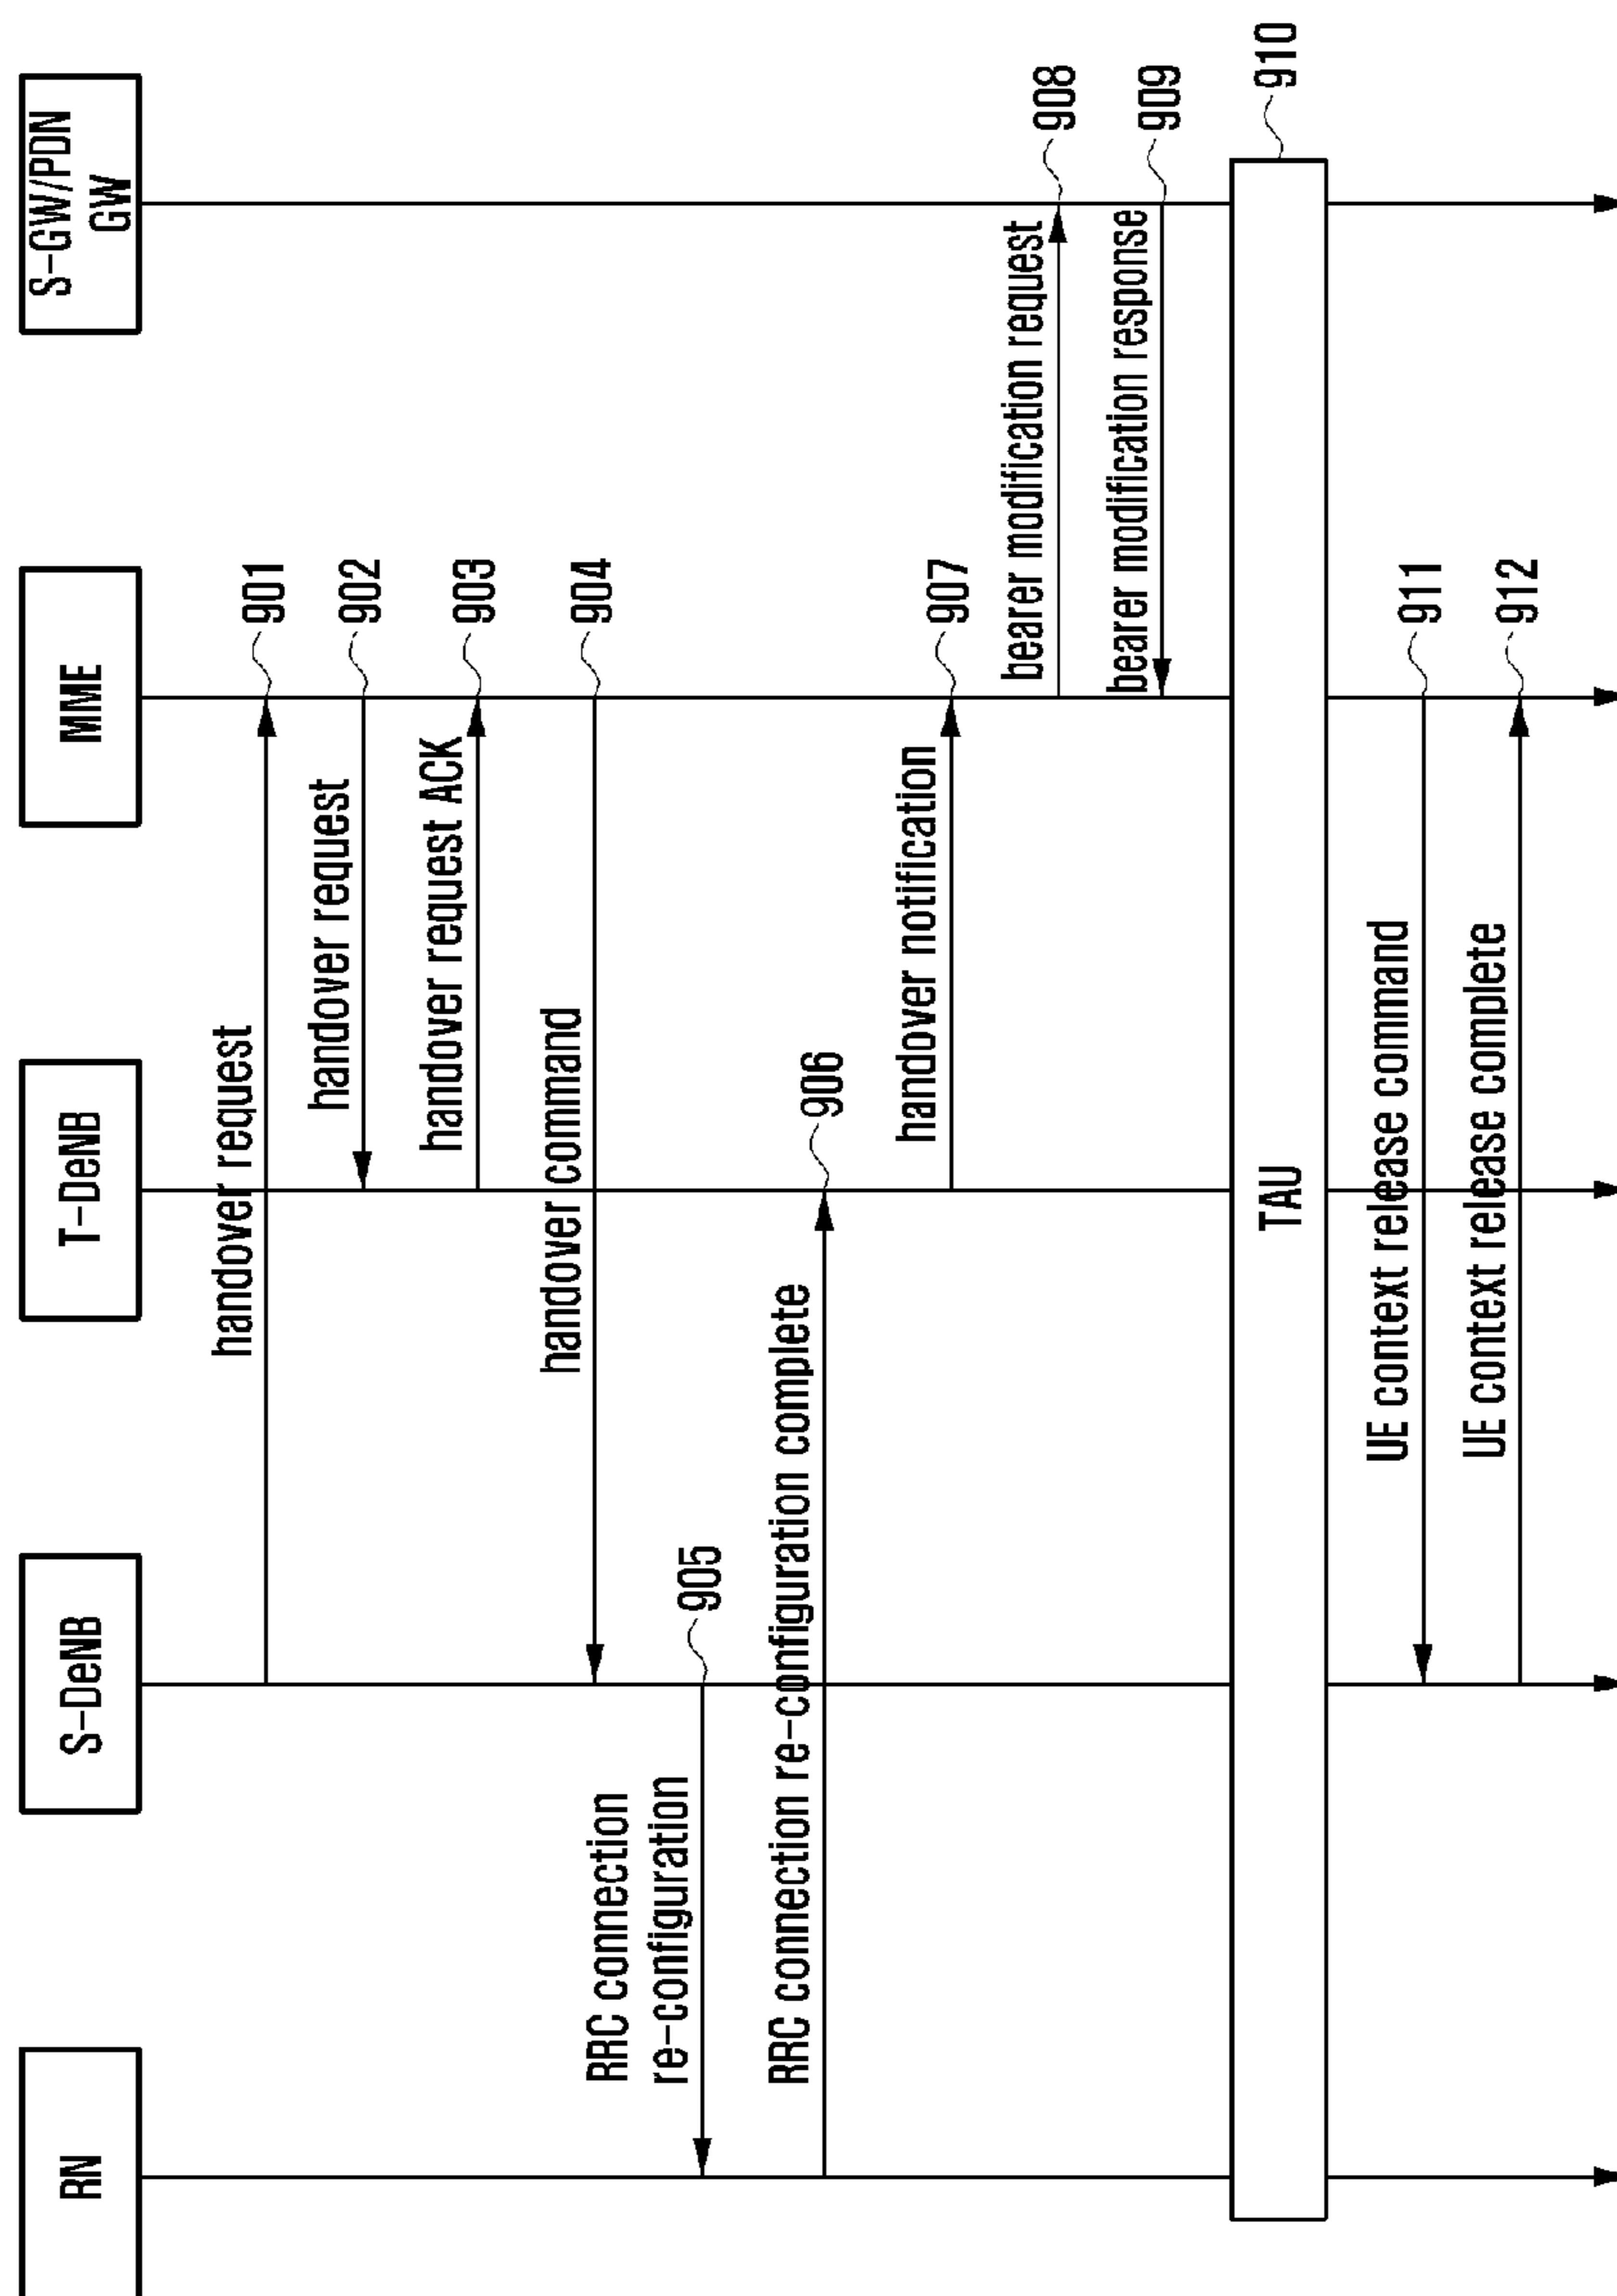 RN
S-DeNB
T-DeNB
MME
S-GW/PDN
GW
handover request
901
handover request
902
handover request ACK
903
handover command
904
RRC connection
re-configuration
905
RRC connection re-configuration complete
906
handover notification
907
bearer modification request
908
bearer modification response
909
TAU
910
UE context release command
911
UE context release complete
912